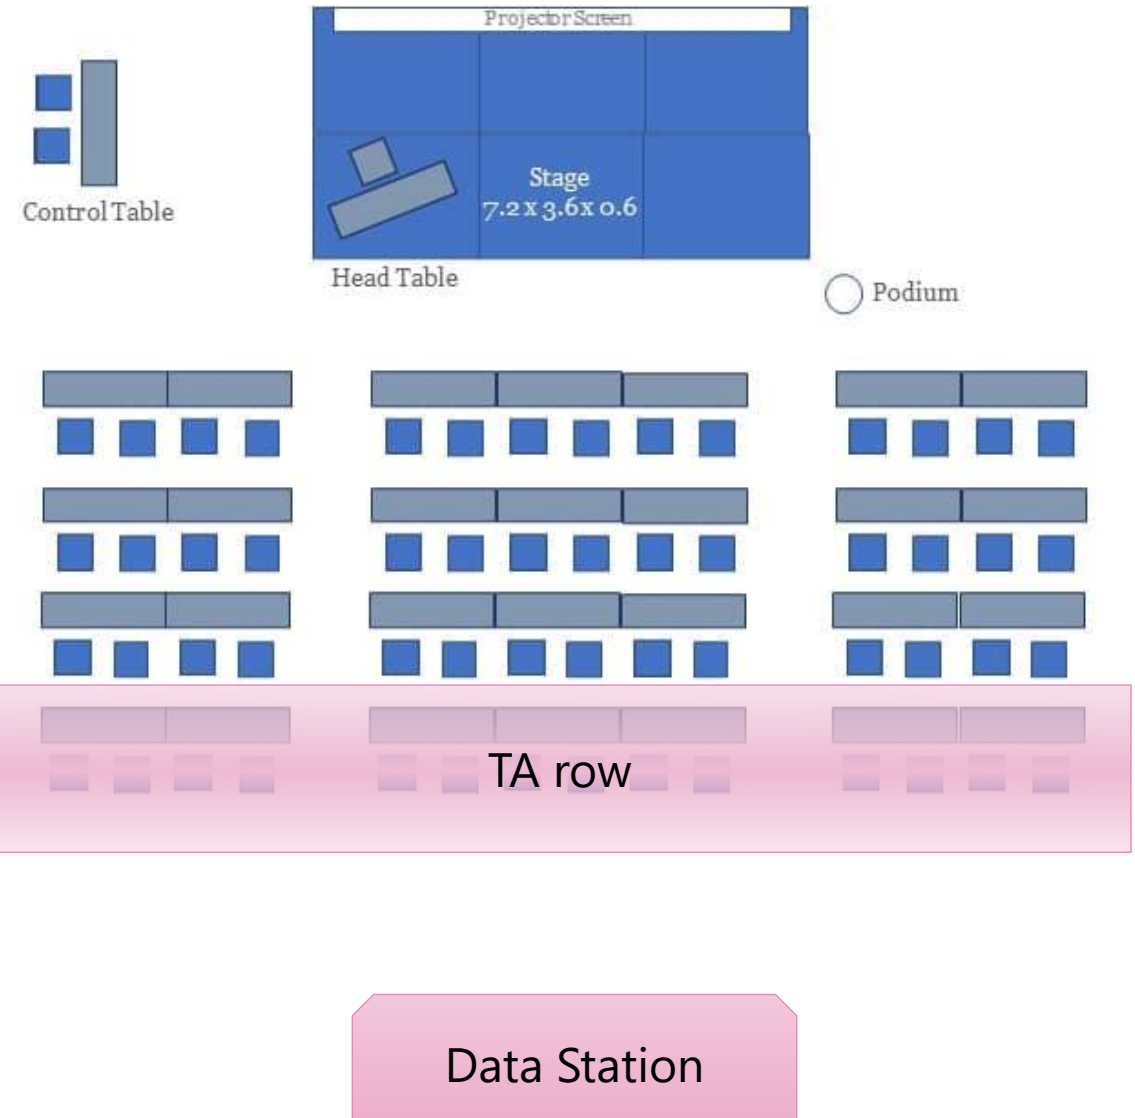 Projector Screen
Control Table
Stage
7.2 x 3.6 x 0.6
Head Table
Podium
TA row
Data Station